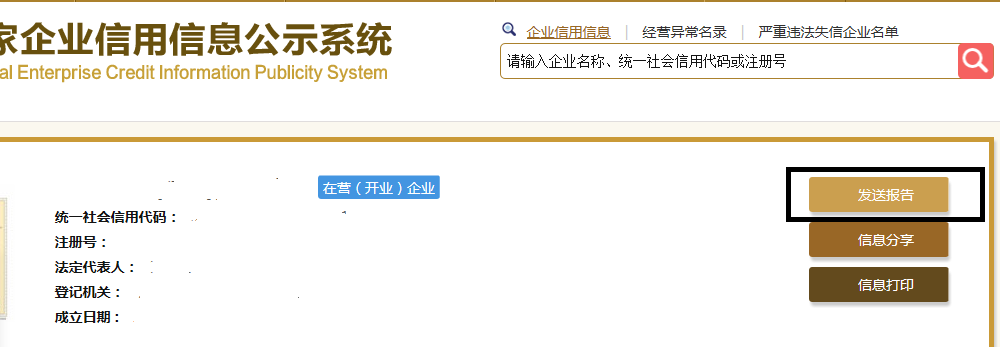 家企业信用信息公示系统
al Enterprise Credit Information Publicity System
企业信用信息 | 经营异常名录 | 严重违法失信企业名单
请输入企业名称、统一社会信用代码或注册号
在营（开业）企业
发送报告
统一社会信用代码：
注册号：
信息分享
法定代表人：
登记机关：
信息打印
成立日期：